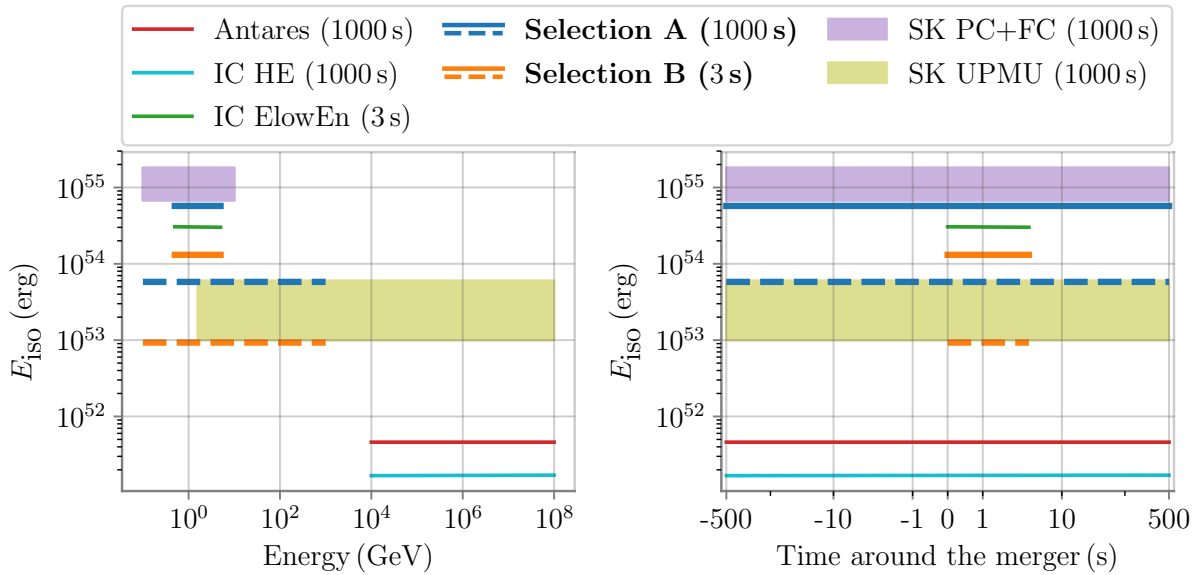 Antares (1000 s)
IC HE (1000 s)
IC ElowEn (3 s)
Selection A (1000 s)
Selection B (3 s)
SK PC+FC (1000 s)
SK UPMU (1000 s)
E_iso (erg)
10^55
10^54
10^53
10^52
10^0 10^2 10^4 10^6 10^8
Energy (GeV)
E_iso (erg)
10^55
10^54
10^53
10^52
-500 -10 -1 0 1 10 500
Time around the merger (s)